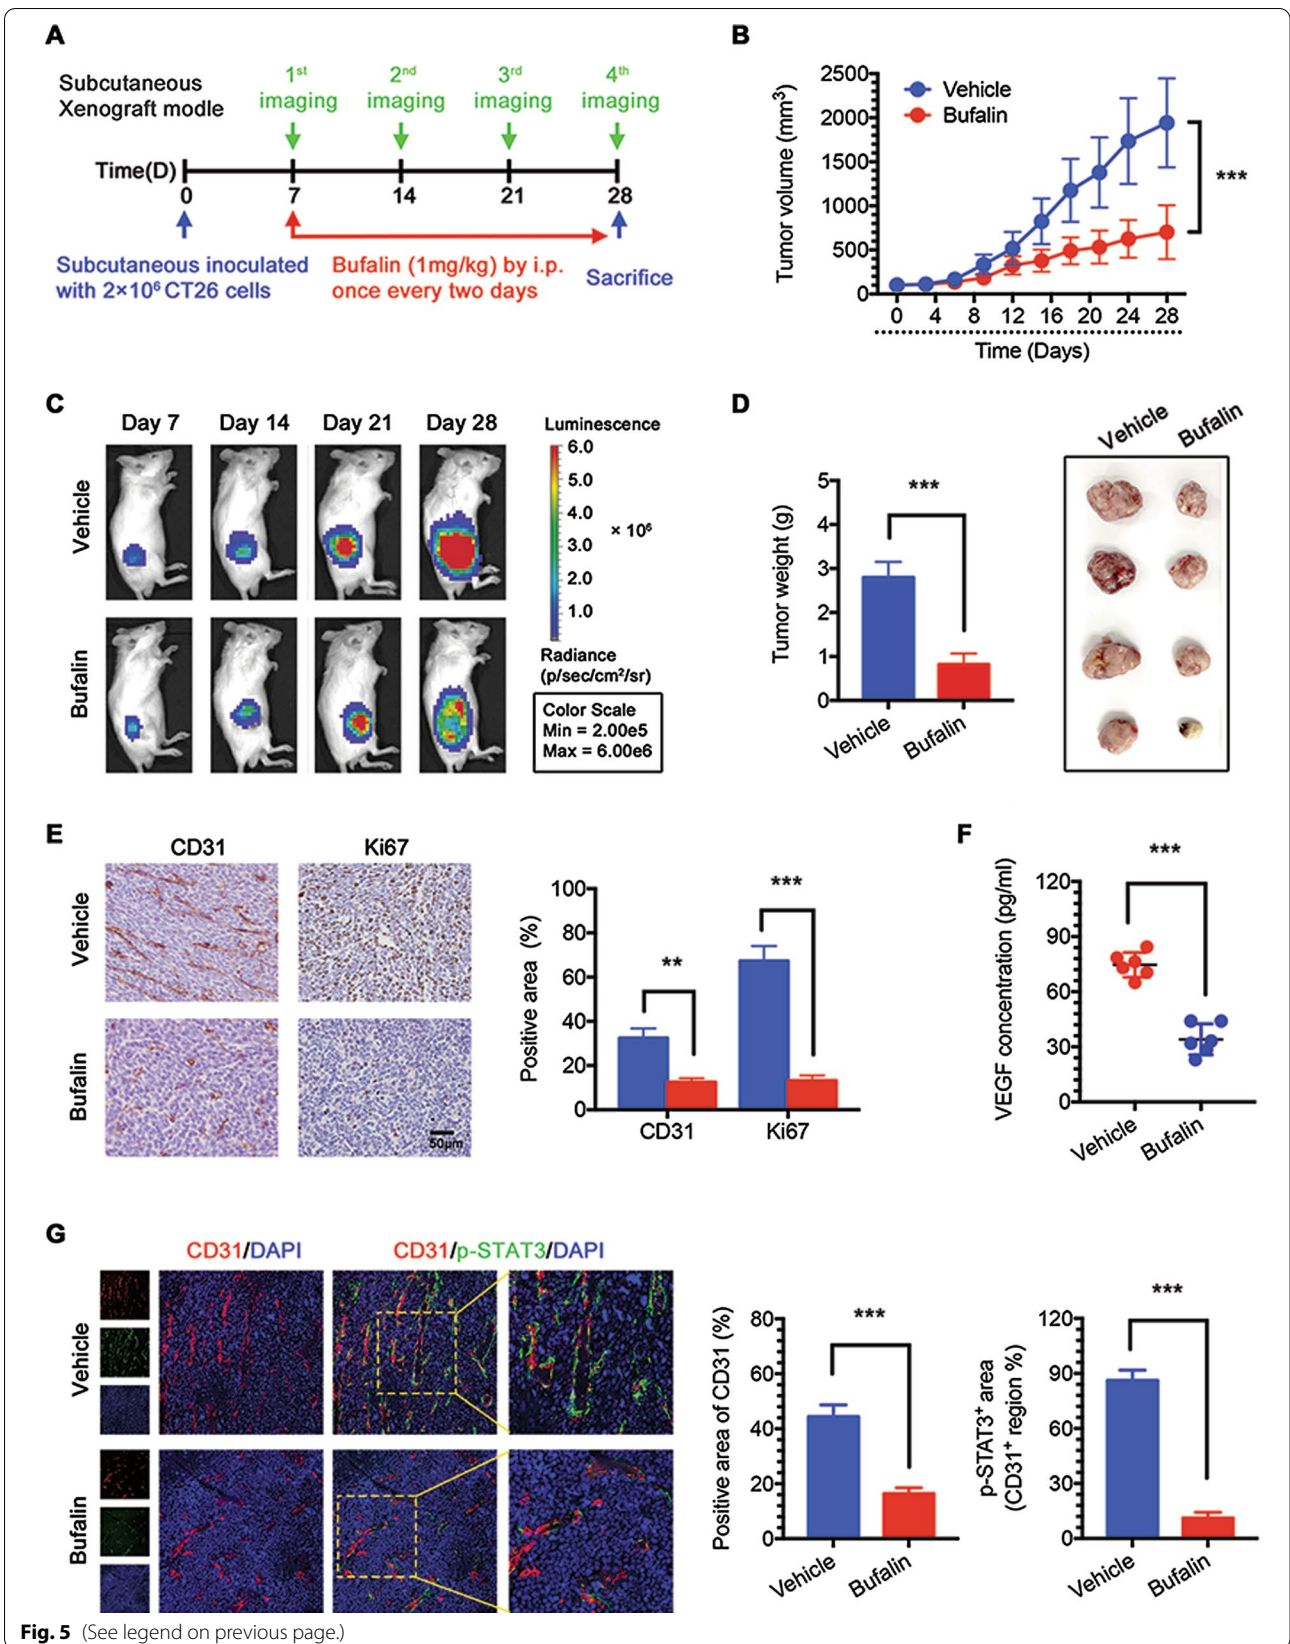 A
Subcutaneous
Xenograft modle
1st
imaging
2nd
imaging
3rd
imaging
4th
imaging
Time(D)
0
7
14
21
28
Subcutaneous inoculated
with 2×10⁶ CT26 cells
Bufalin (1mg/kg) by i.p.
once every two days
Sacrifice
B
Tumor volume (mm³)
2500
2000
1500
1000
500
0
Vehicle
Bufalin
***
0 4 8 12 16 20 24 28
Time (Days)
C
Day 7 Day 14 Day 21 Day 28
Vehicle
Bufalin
Luminescence
6.0
5.0
× 10⁶
3.0
2.0
1.0
Radiance
(p/sec/cm²/sr)
Color Scale
Min = 2.00e5
Max = 6.00e6
D
Tumor weight (g)
5
4
3
2
1
0
***
Vehicle
Bufalin
Vehicle
Bufalin
E
CD31
Ki67
Vehicle
Bufalin
50μm
Positive area (%)
100
80
60
40
20
0
**
***
CD31
Ki67
F
VEGF concentration (pg/ml)
120
90
60
30
0
***
Vehicle
Bufalin
G
CD31/DAPI
CD31/p-STAT3/DAPI
Vehicle
Bufalin
Positive area of CD31 (%)
80
60
40
20
0
***
Vehicle
Bufalin
p-STAT3⁺ area
(CD31⁺ region %)
120
90
60
30
0
***
Vehicle
Bufalin
Fig. 5 (See legend on previous page.)